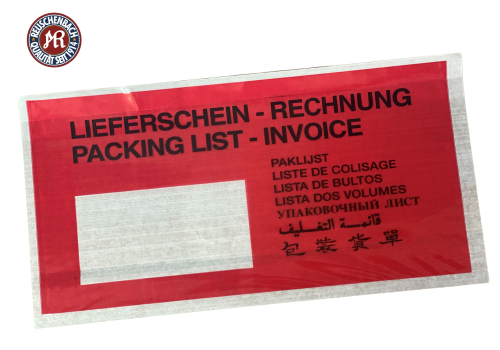 REUSCHENBACH
MR
QUALITÄT SEIT 1914
LIEFERSCHEIN - RECHNUNG
PACKING LIST - INVOICE
PAKLIJST
LISTE DE COLISAGE
LISTA DE BULTOS
LISTA DOS VOLUMES
УПАКОВОЧНЫЙ ЛИСТ
قائمة التغليف
包裝貨單